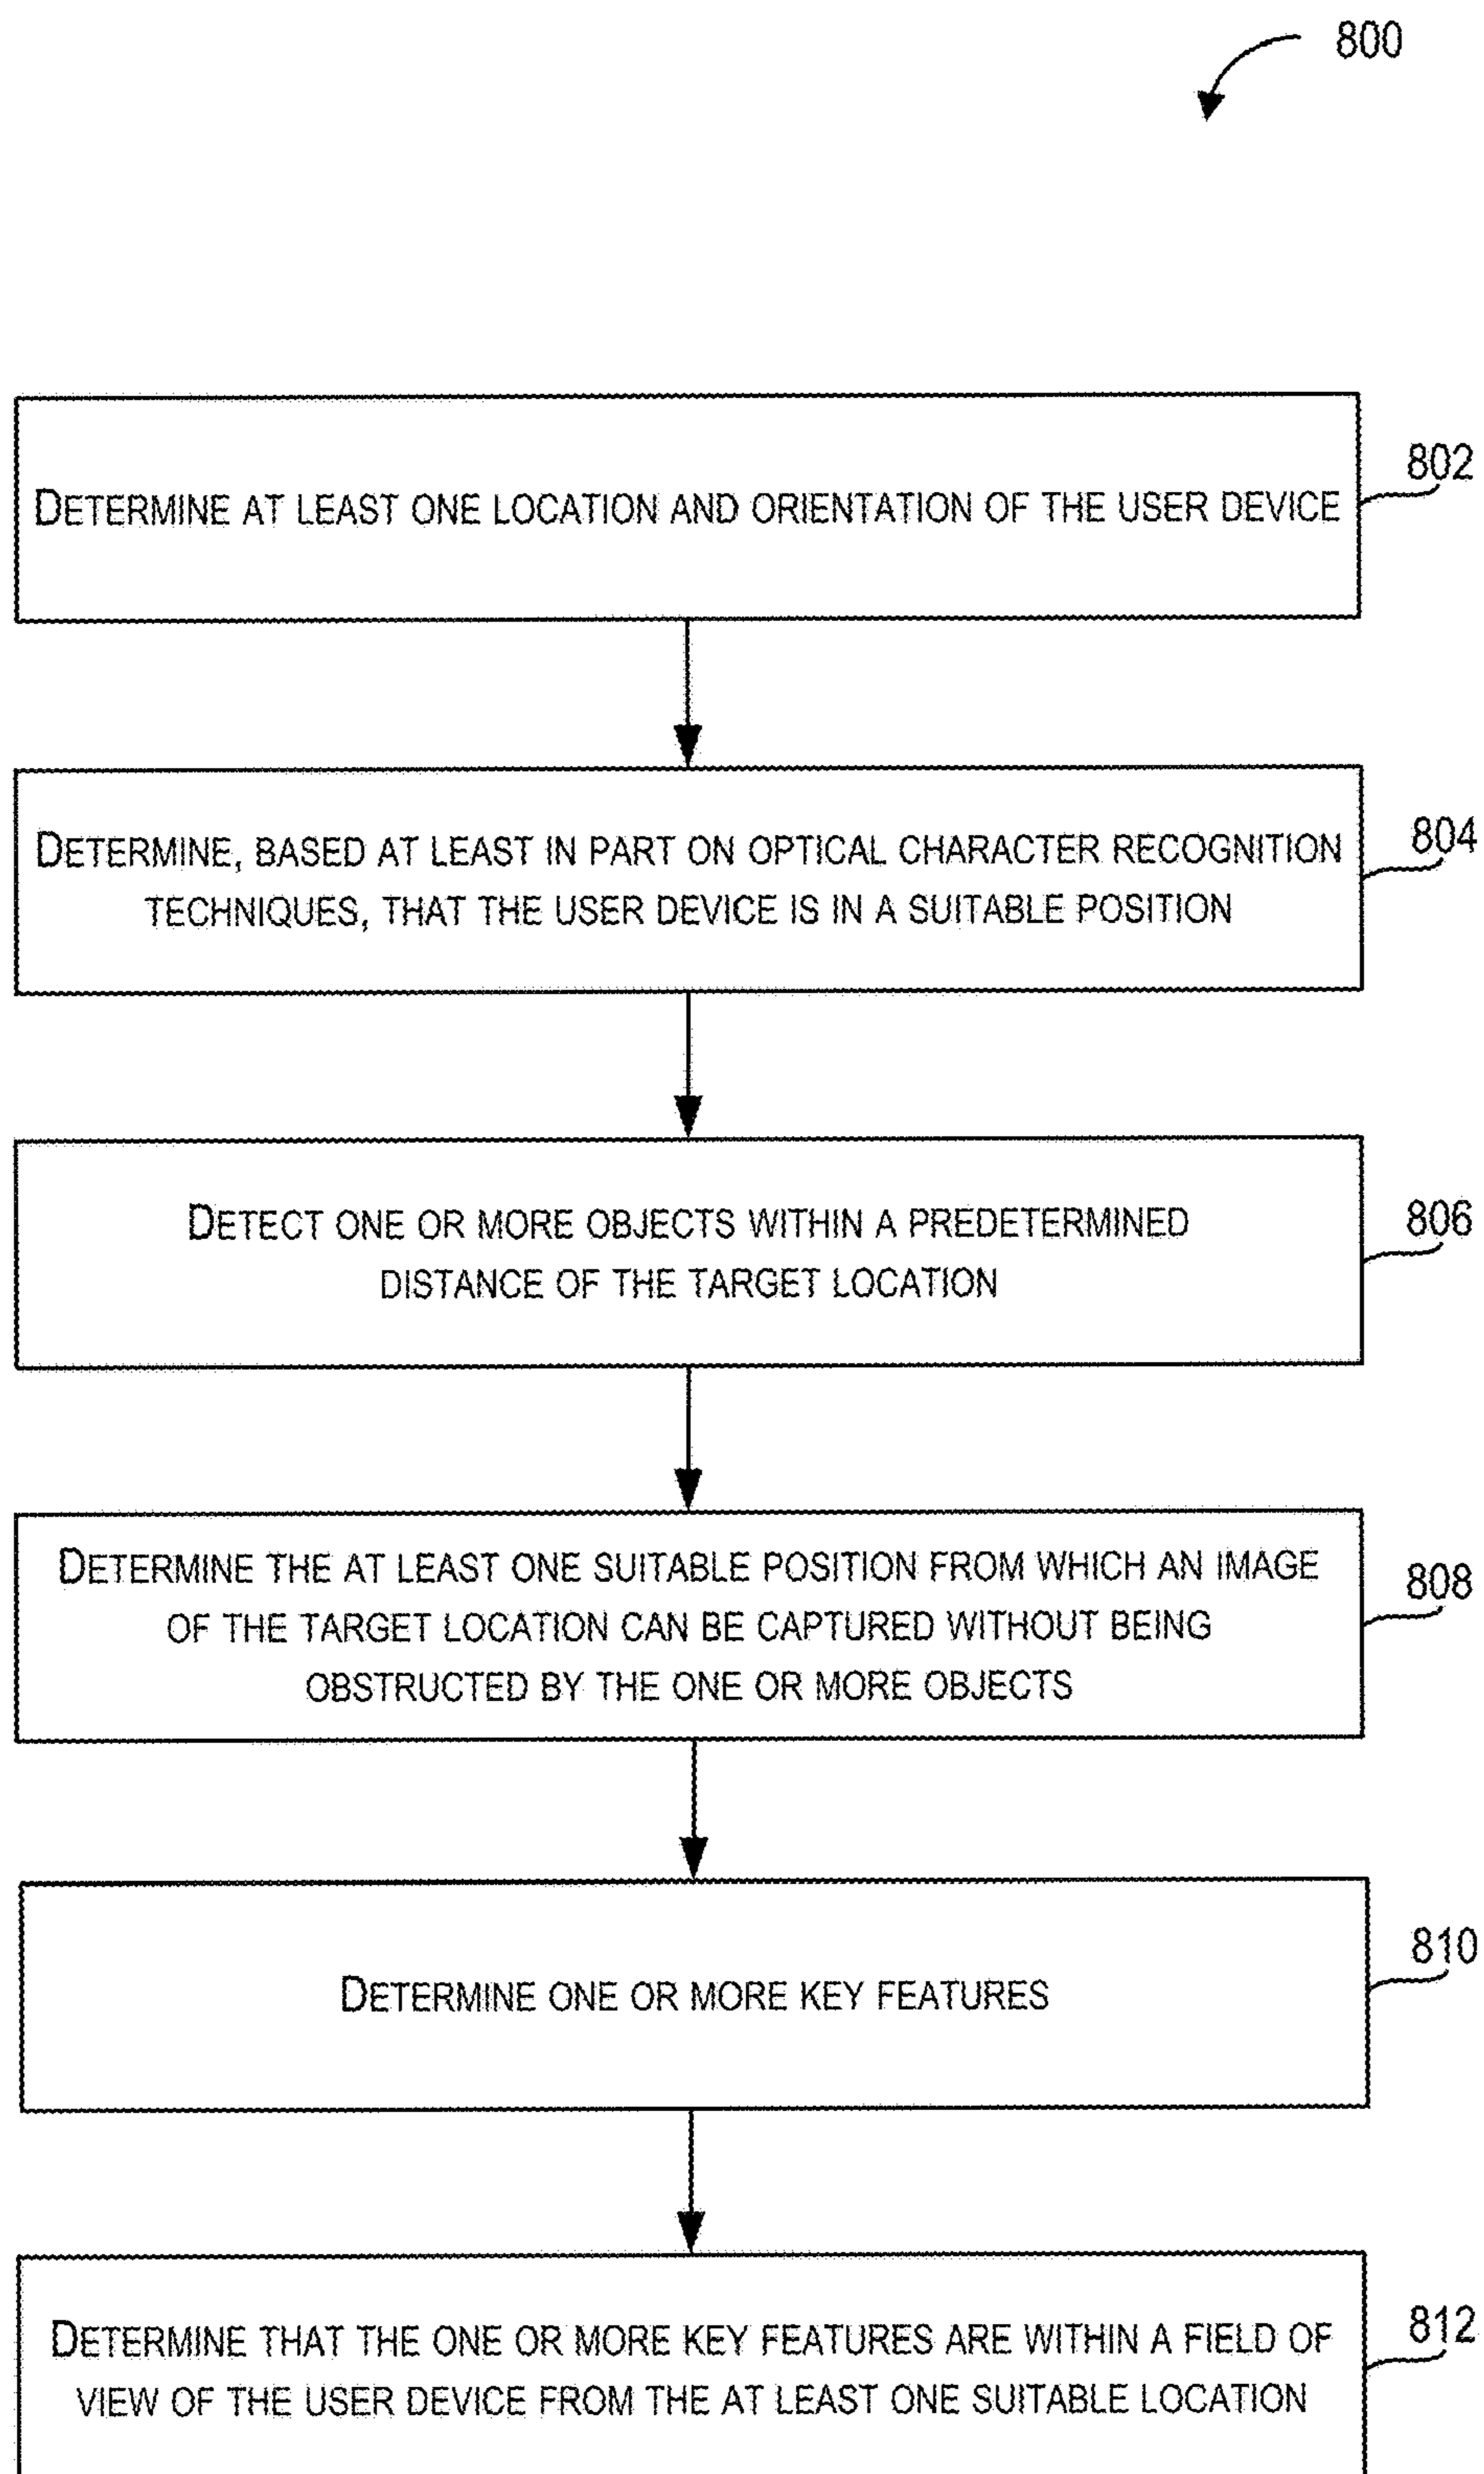 800
DETERMINE AT LEAST ONE LOCATION AND ORIENTATION OF THE USER DEVICE
802
DETERMINE, BASED AT LEAST IN PART ON OPTICAL CHARACTER RECOGNITION
TECHNIQUES, THAT THE USER DEVICE IS IN A SUITABLE POSITION
804
DETECT ONE OR MORE OBJECTS WITHIN A PREDETERMINED
DISTANCE OF THE TARGET LOCATION
806
DETERMINE THE AT LEAST ONE SUITABLE POSITION FROM WHICH AN IMAGE
OF THE TARGET LOCATION CAN BE CAPTURED WITHOUT BEING
OBSTRUCTED BY THE ONE OR MORE OBJECTS
808
DETERMINE ONE OR MORE KEY FEATURES
810
DETERMINE THAT THE ONE OR MORE KEY FEATURES ARE WITHIN A FIELD OF
VIEW OF THE USER DEVICE FROM THE AT LEAST ONE SUITABLE LOCATION
812